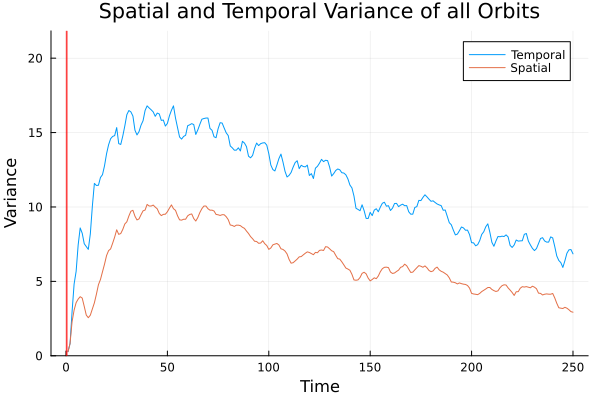 Spatial and Temporal Variance of all Orbits
Temporal
Spatial
Variance
20
15
10
5
0
0 50 100 150 200 250
Time